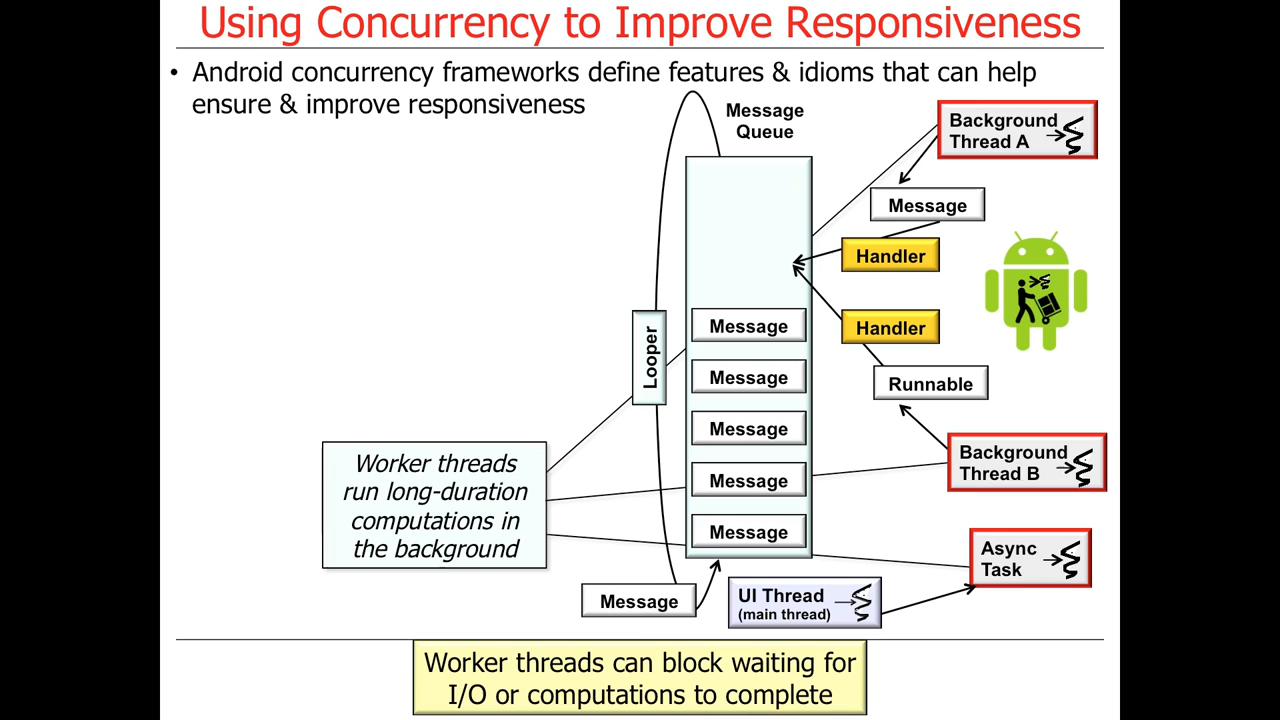 Using Concurrency to Improve Responsiveness
• Android concurrency frameworks define features & idioms that can help
ensure & improve responsiveness
Message
Queue
Background
Thread A
Message
Handler
Handler
Runnable
Background
Thread B
Async
Task
Looper
Message
Message
Message
Message
Message
Worker threads
run long-duration
computations in
the background
Message
UI Thread
(main thread)
Worker threads can block waiting for
I/O or computations to complete